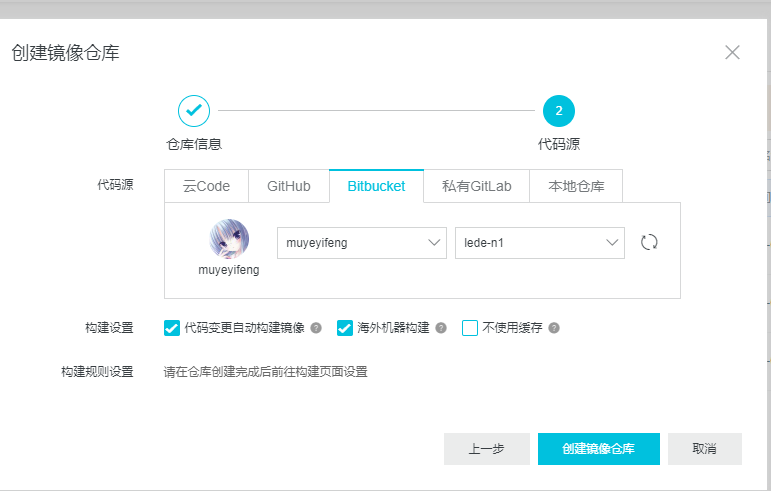 创建镜像仓库
2
仓库信息
代码源
代码源
云Code
GitHub
Bitbucket
私有GitLab
本地仓库
muyeyifeng
lede-n1
muyeyifeng
构建设置
代码变更自动构建镜像 ?
海外机器构建 ?
不使用缓存 ?
构建规则设置
请在仓库创建完成后前往构建页面设置
上一步
创建镜像仓库
取消